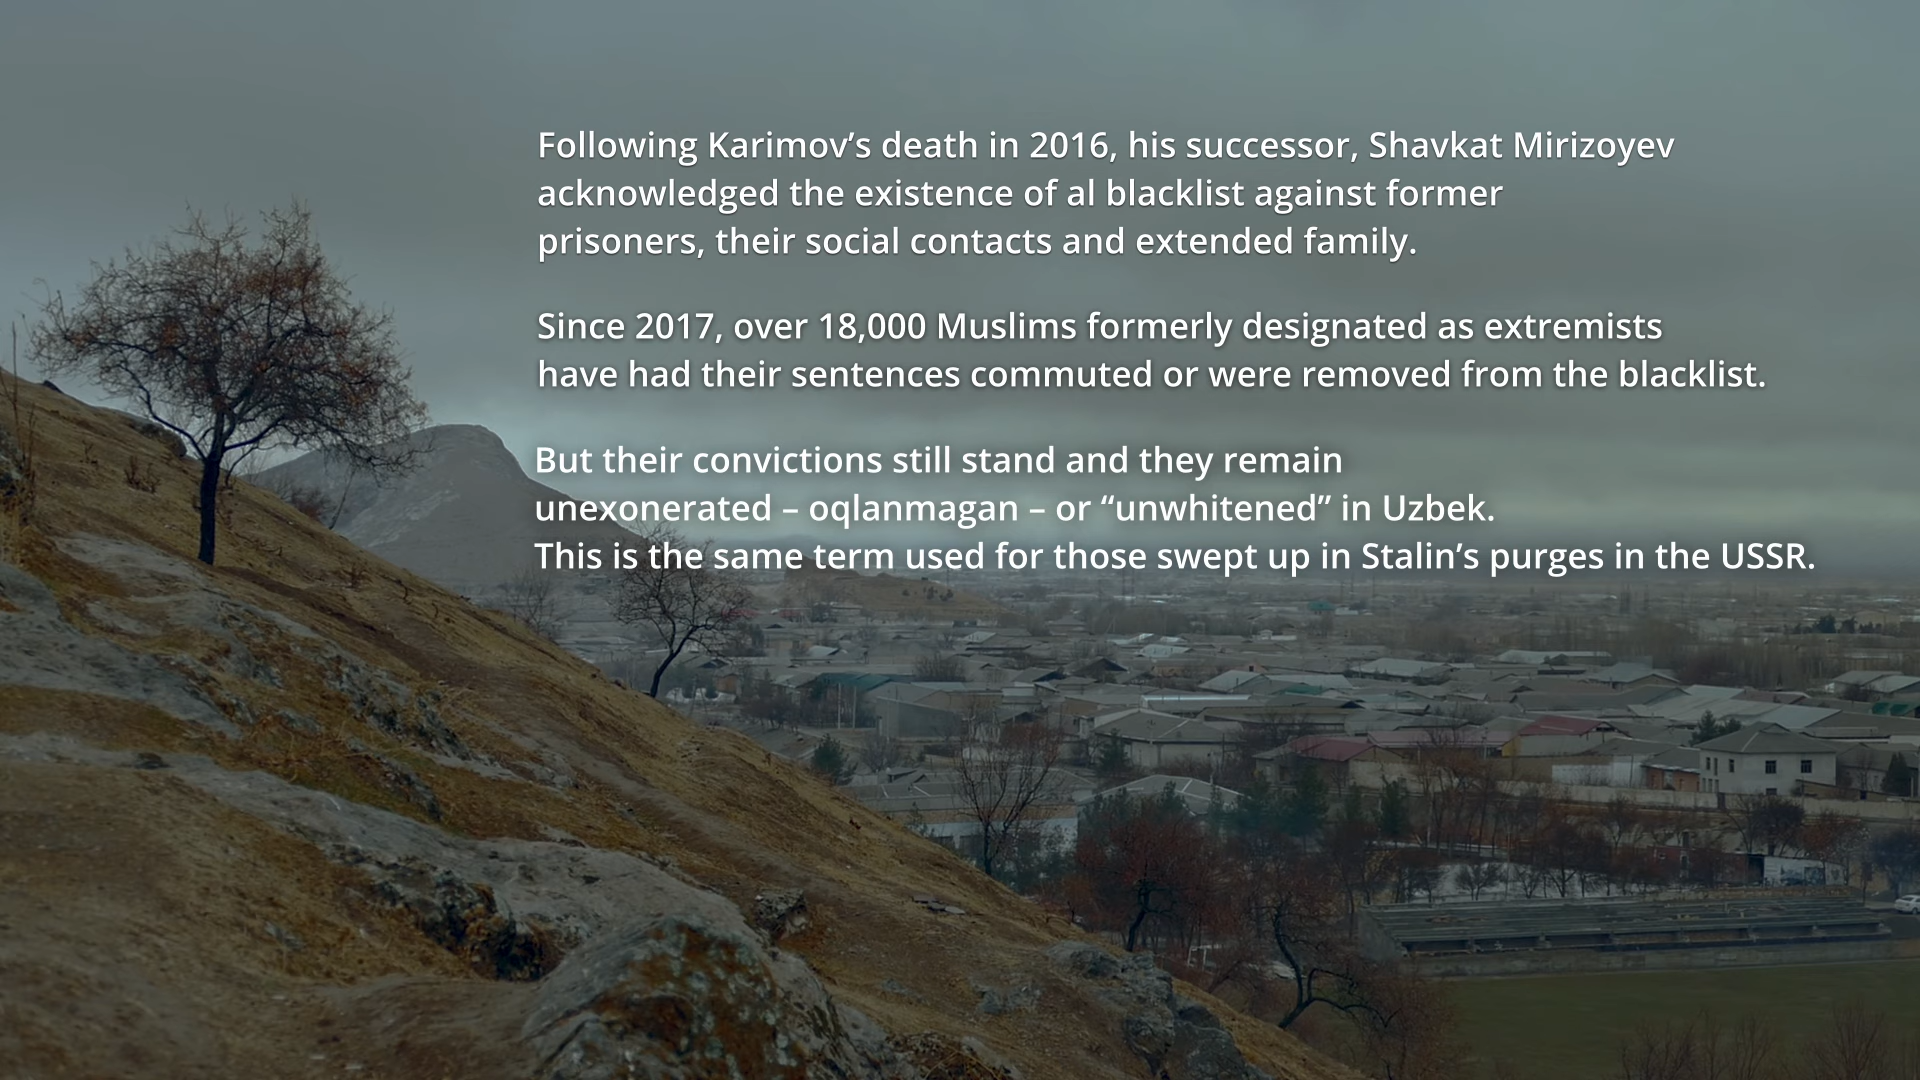 Following Karimov’s death in 2016, his successor, Shavkat Mirizoyev
acknowledged the existence of al blacklist against former
prisoners, their social contacts and extended family.
Since 2017, over 18,000 Muslims formerly designated as extremists
have had their sentences commuted or were removed from the blacklist.
But their convictions still stand and they remain
unexonerated – oqlanmagan – or “unwhitened” in Uzbek.
This is the same term used for those swept up in Stalin’s purges in the USSR.